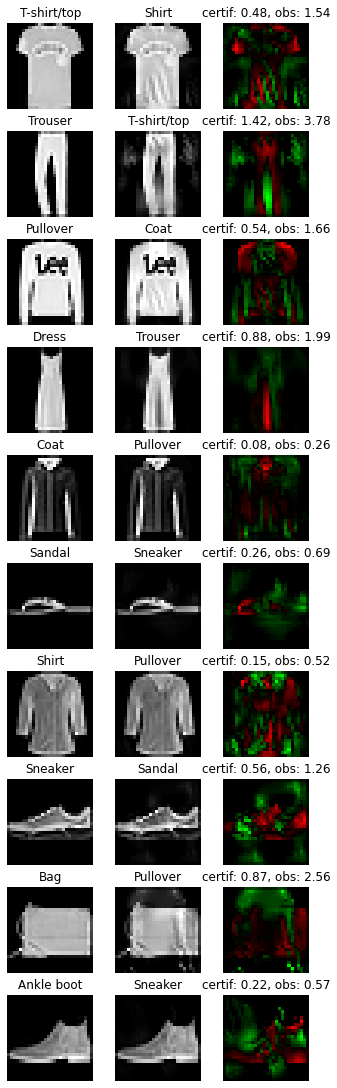 T-shirt/top Shirt certif: 0.48, obs: 1.54
Trouser T-shirt/top certif: 1.42, obs: 3.78
Pullover Coat certif: 0.54, obs: 1.66
Lee Lee
Dress Trouser certif: 0.88, obs: 1.99
Coat Pullover certif: 0.08, obs: 0.26
Sandal Sneaker certif: 0.26, obs: 0.69
Shirt Pullover certif: 0.15, obs: 0.52
Sneaker Sandal certif: 0.56, obs: 1.26
Bag Pullover certif: 0.87, obs: 2.56
Ankle boot Sneaker certif: 0.22, obs: 0.57